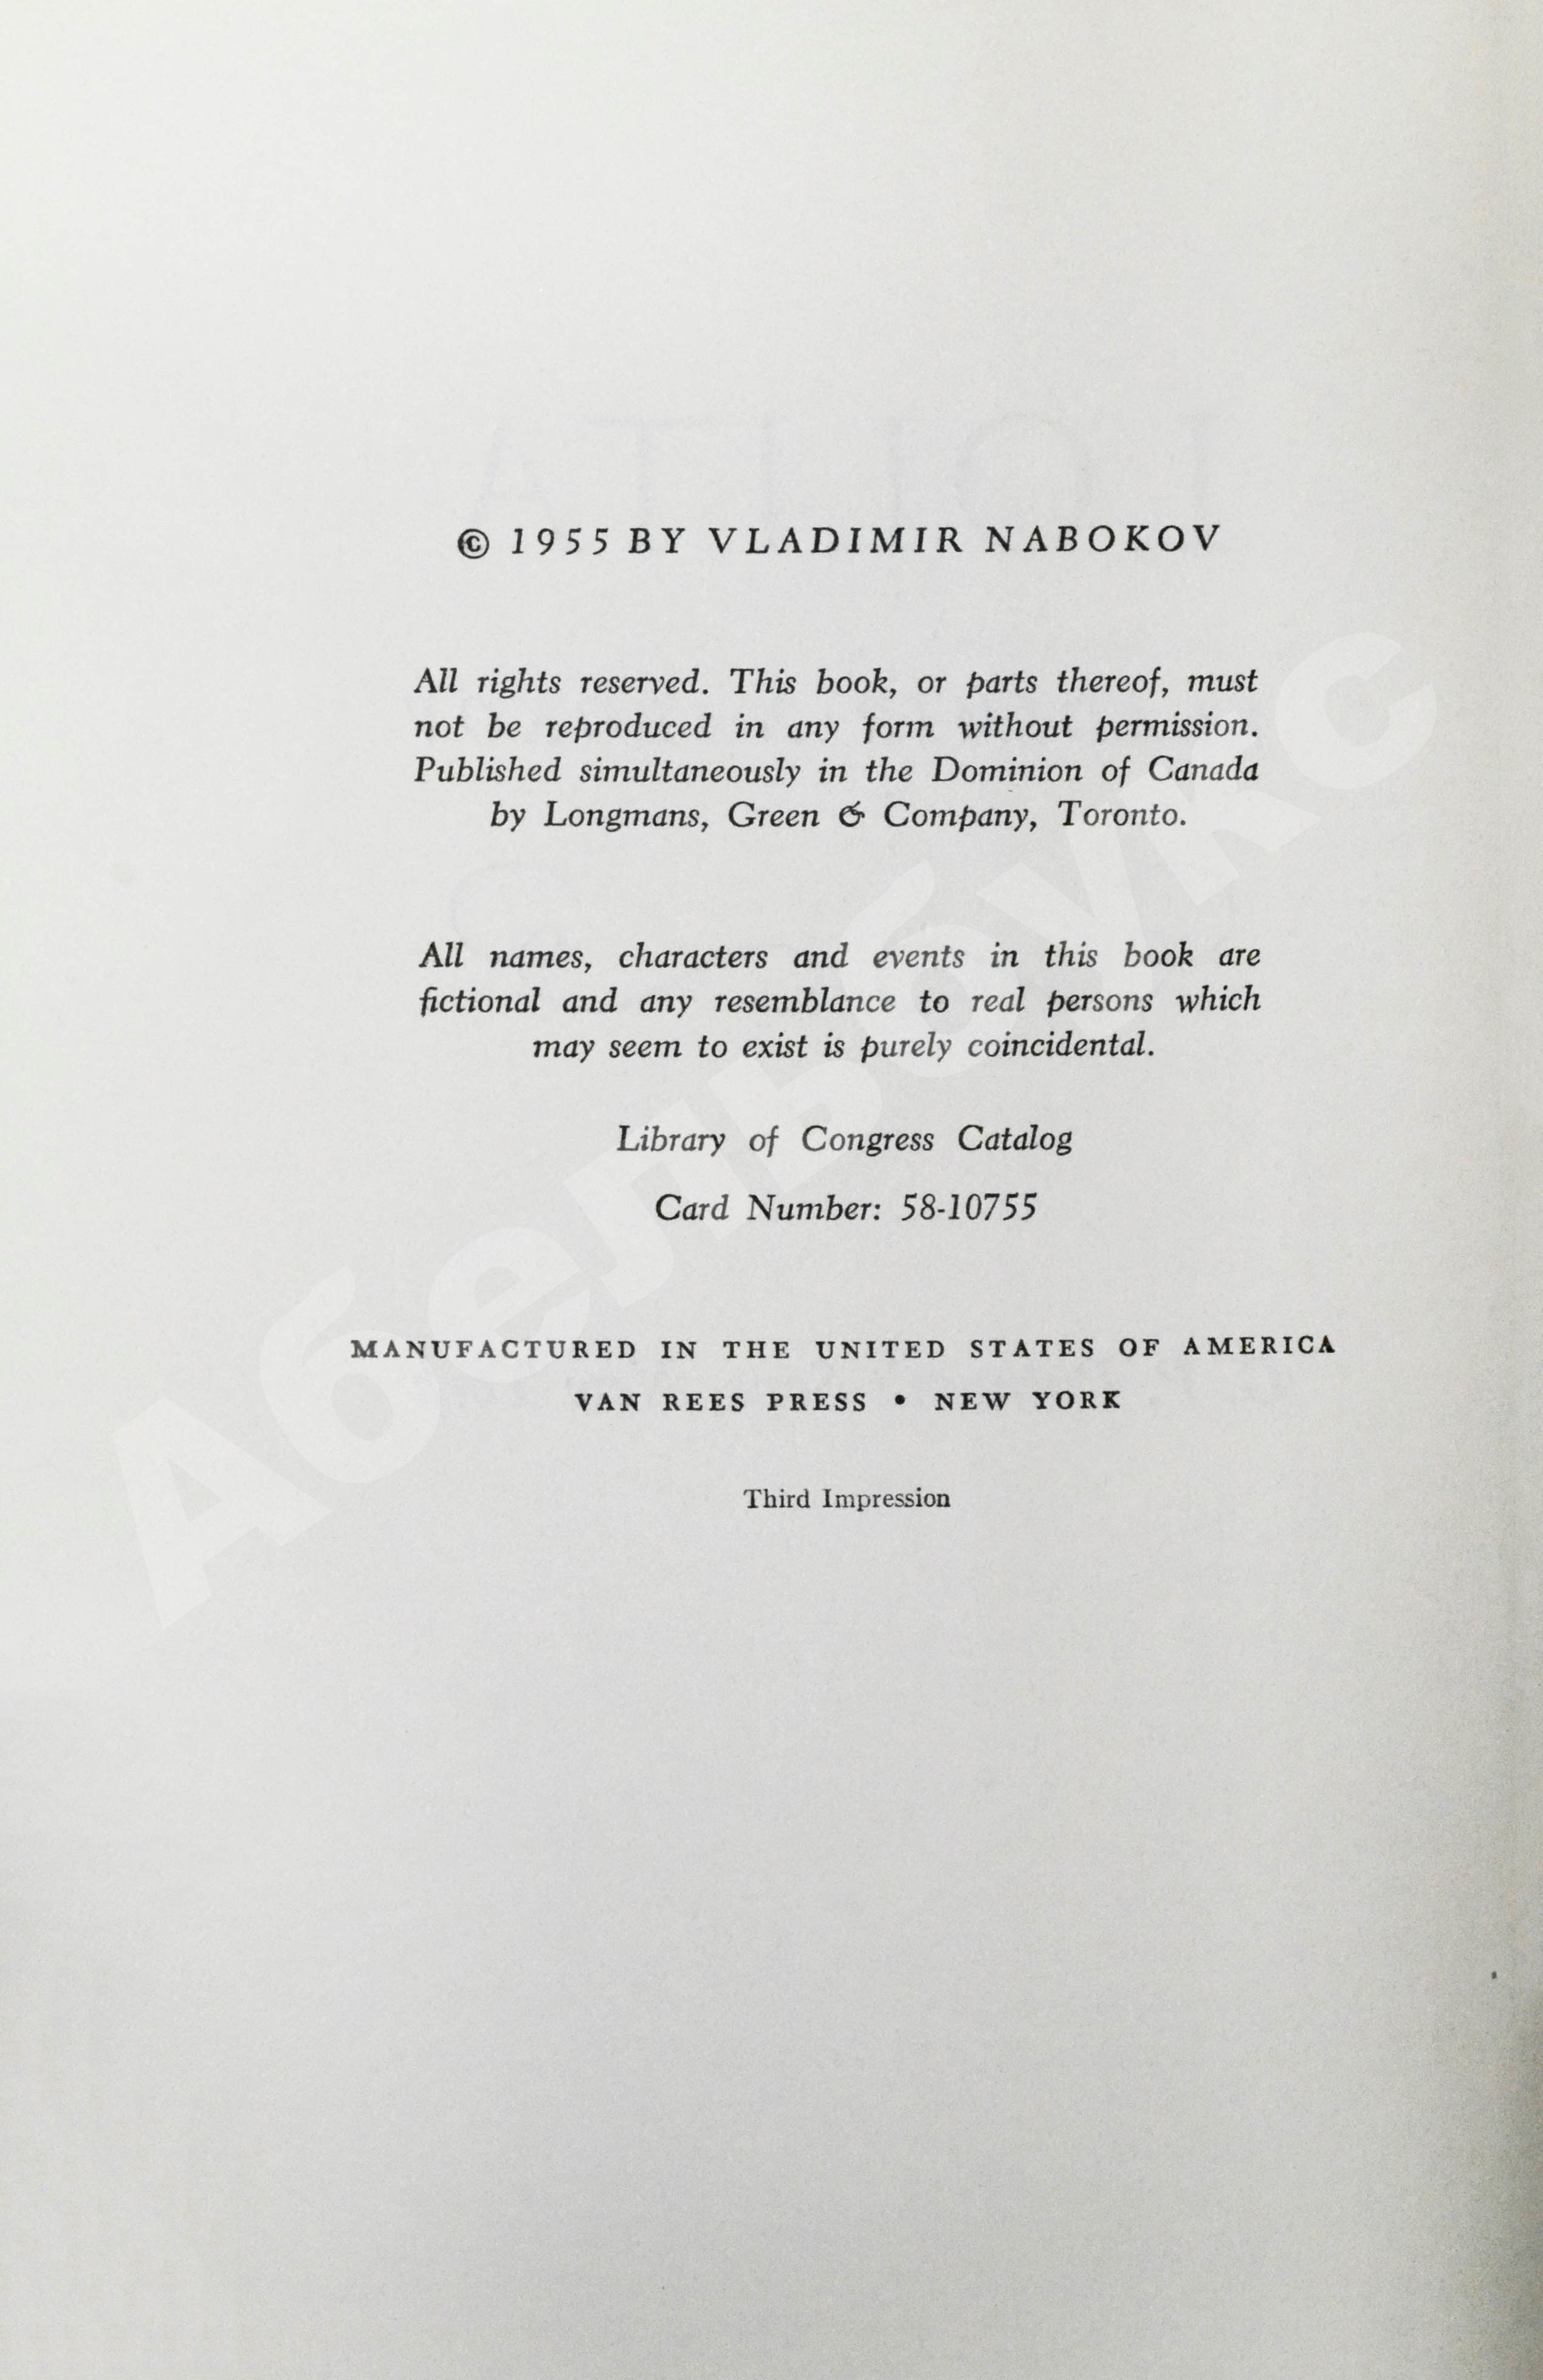 © 1955 BY VLADIMIR NABOKOV
All rights reserved. This book, or parts thereof, must
not be reproduced in any form without permission.
Published simultaneously in the Dominion of Canada
by Longmans, Green & Company, Toronto.
All names, characters and events in this book are
fictional and any resemblance to real persons which
may seem to exist is purely coincidental.
Library of Congress Catalog
Card Number: 58-10755
MANUFACTURED IN THE UNITED STATES OF AMERICA
VAN REES PRESS • NEW YORK
Third Impression
Абельбукс